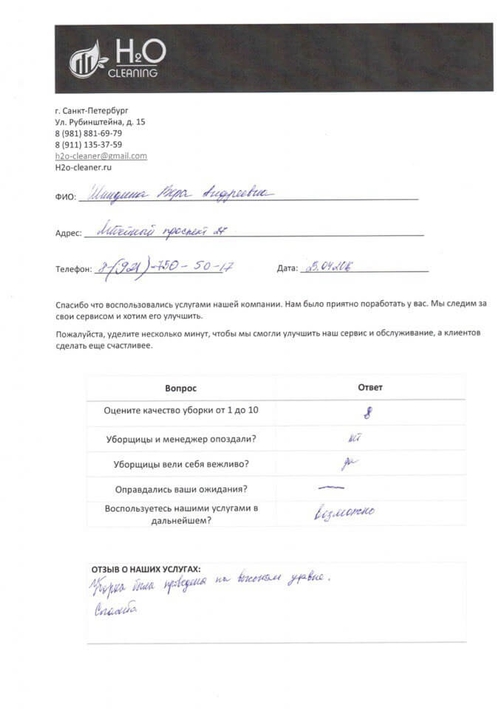 H2O
CLEANING
г. Санкт-Петербург
Ул. Рубинштейна, д. 15
8 (981) 881-69-79
8 (911) 135-37-59
h2o-cleaner@gmail.com
H2o-cleaner.ru
ФИО: Вера Андреевна
Адрес: Литейный проспект
Телефон: 8-(921)-750-50-17 Дата:
Спасибо что воспользовались услугами нашей компании. Нам было приятно поработать у вас. Мы следим за
свои сервисом и хотим его улучшить.
Пожалуйста, уделите несколько минут, чтобы мы смогли улучшить наш сервис и обслуживание, а клиентов
сделать еще счастливее.
Вопрос Ответ
Оцените качество уборки от 1 до 10 8
Уборщицы и менеджер опоздали? нет
Уборщицы вели себя вежливо? да
Оправдались ваши ожидания? —
Воспользуетесь нашими услугами в
дальнейшем? возможно
ОТЗЫВ О НАШИХ УСЛУГАХ:
Уборка была проведена на высоком уровне.
Спасибо